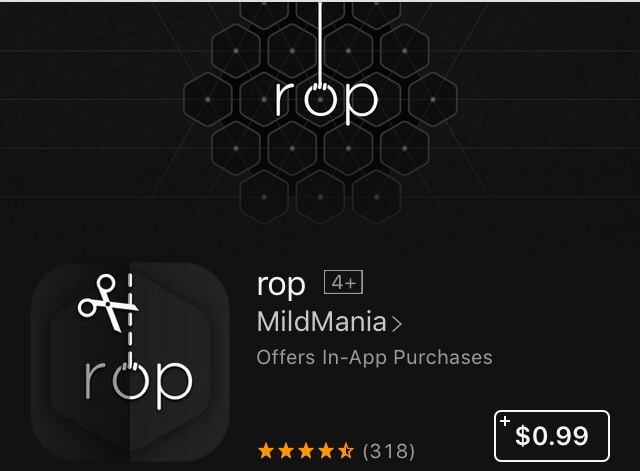 rop
rop 4+
MildMania >
Offers In-App Purchases
rop
(318)
+ $0.99